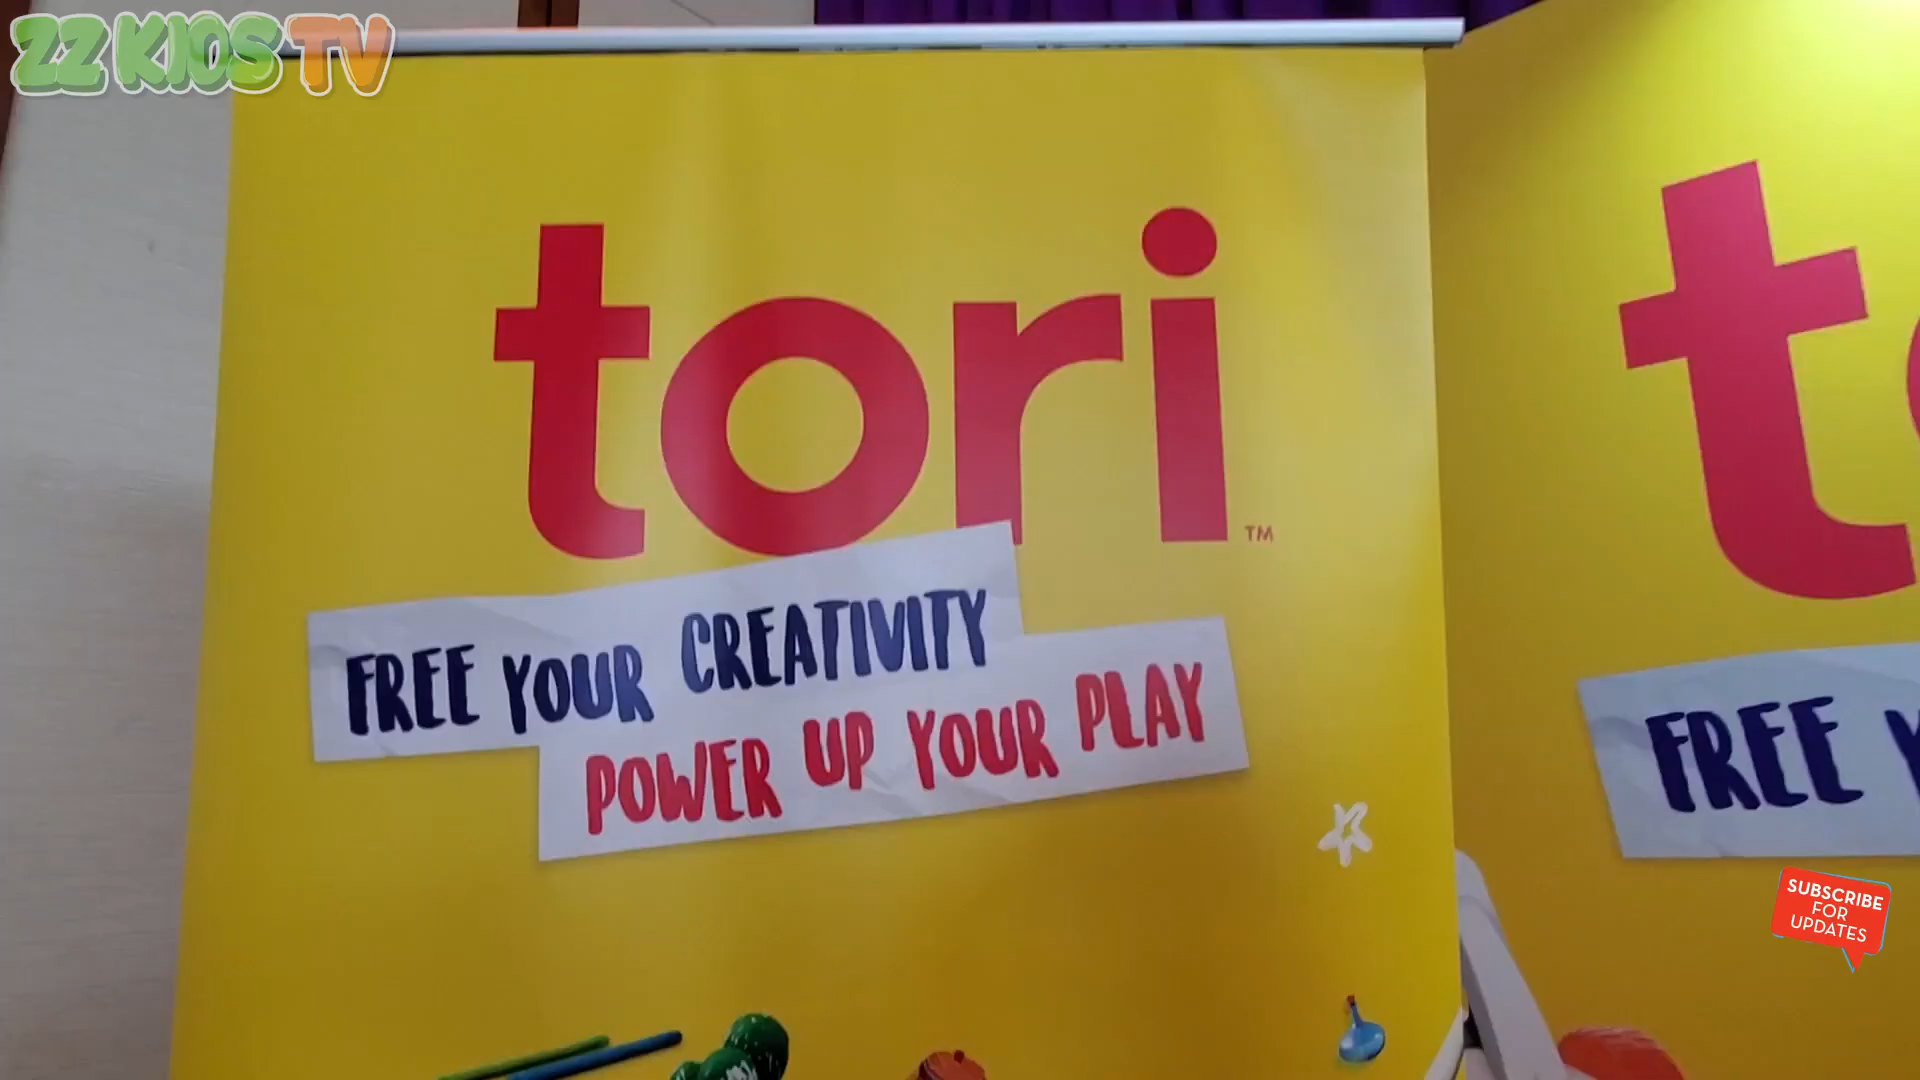 ZZ KIDS TV
tori
TM
FREE YOUR CREATIVITY
POWER UP YOUR PLAY
FREE
SUBSCRIBE
FOR
UPDATES